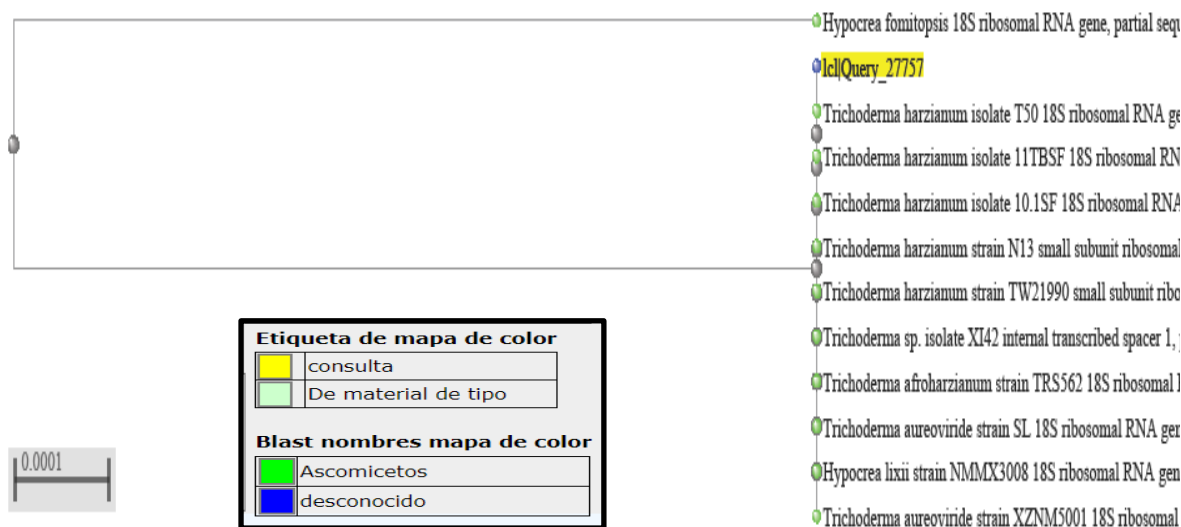 Hypocrea fomitopsis 18S ribosomal RNA gene, partial sequ
lcl|Query_27757
Trichoderma harzianum isolate T50 18S ribosomal RNA ge
Trichoderma harzianum isolate 11TBSF 18S ribosomal RN
Trichoderma harzianum isolate 10.1SF 18S ribosomal RNA
Trichoderma harzianum strain N13 small subunit ribosomal
Trichoderma harzianum strain TW21990 small subunit ribo
Trichoderma sp. isolate XI42 internal transcribed spacer 1,
Trichoderma afroharzianum strain TRS562 18S ribosomal
Trichoderma aureoviride strain SL 18S ribosomal RNA gen
Hypocrea lixii strain NMMX3008 18S ribosomal RNA gen
Trichoderma aureoviride strain XZNM5001 18S ribosomal
Etiqueta de mapa de color
consulta
De material de tipo
Blast nombres mapa de color
Ascomicetos
desconocido
0.0001